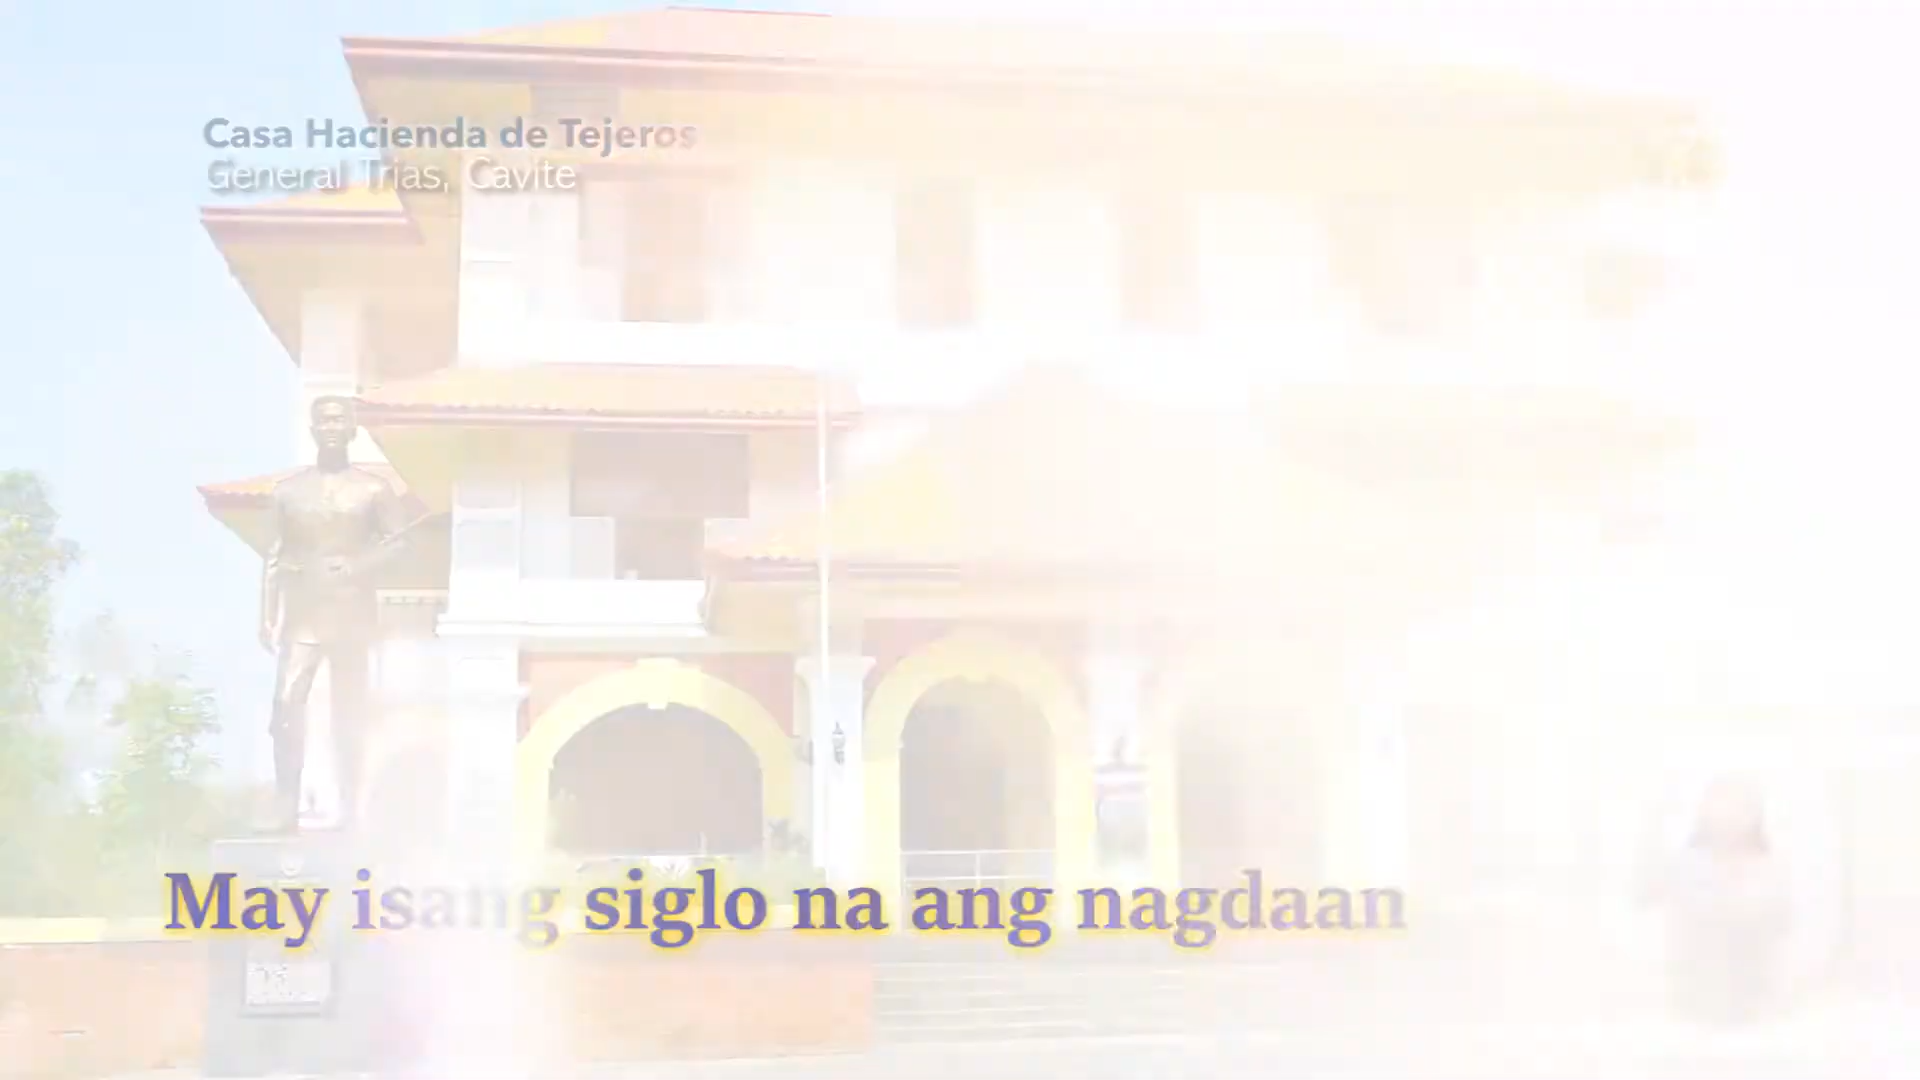 Casa Hacienda de Tejeros
General Trias, Cavite
May isang siglo na ang nagdaan